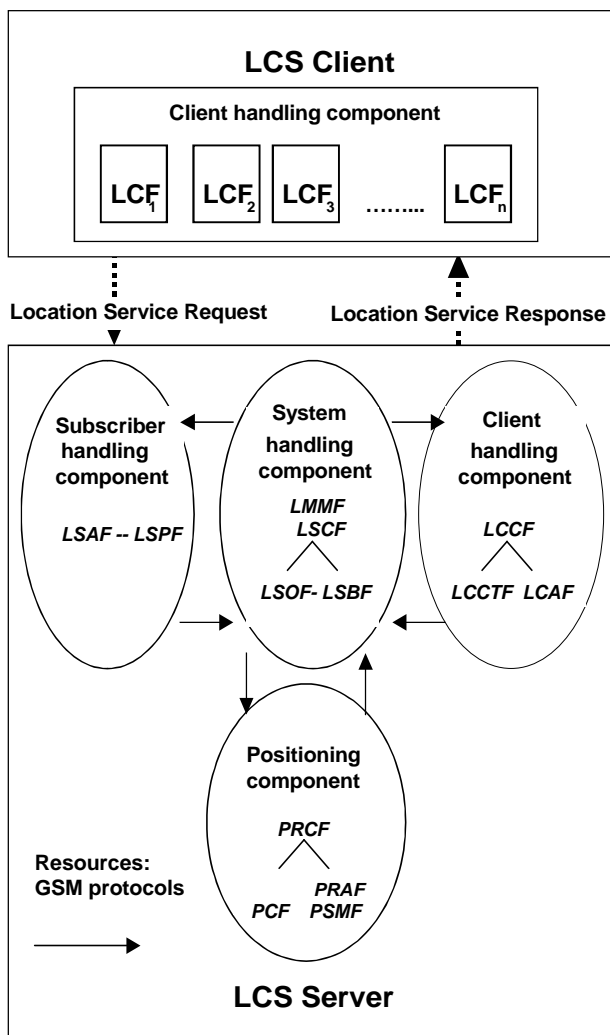 LCS Client
Client handling component
LCF1 LCF2 LCF3 ……... LCFn
Location Service Request
Location Service Response
Subscriber
handling
component
LSAF -- LSPF
System
handling
component
LMMF
LSCF
LSOF- LSBF
Client
handling
component
LCCF
LCCTF LCAF
Positioning
component
PRCF
PCF
PRAF
PSMF
Resources:
GSM protocols
LCS Server